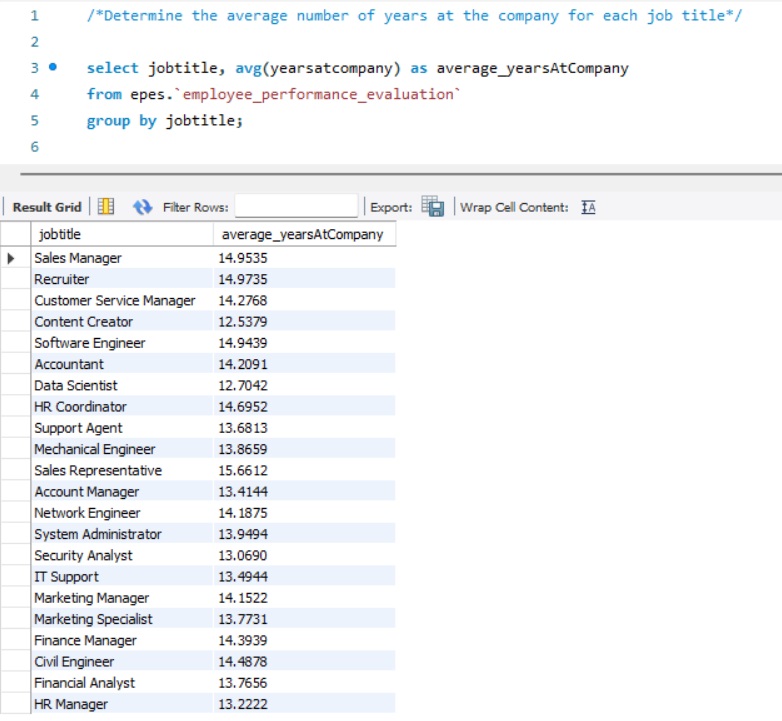 1 /*Determine the average number of years at the company for each job title*/
2
3 select jobtitle, avg(yearsatcompany) as average_yearsAtCompany
4 from epes.`employee_performance_evaluation`
5 group by jobtitle;
6
Result Grid Filter Rows: Export: Wrap Cell Content: IA
jobtitle average_yearsAtCompany
Sales Manager 14.9535
Recruiter 14.9735
Customer Service Manager 14.2768
Content Creator 12.5379
Software Engineer 14.9439
Accountant 14.2091
Data Scientist 12.7042
HR Coordinator 14.6952
Support Agent 13.6813
Mechanical Engineer 13.8659
Sales Representative 15.6612
Account Manager 13.4144
Network Engineer 14.1875
System Administrator 13.9494
Security Analyst 13.0690
IT Support 13.4944
Marketing Manager 14.1522
Marketing Specialist 13.7731
Finance Manager 14.3939
Civil Engineer 14.4878
Financial Analyst 13.7656
HR Manager 13.2222